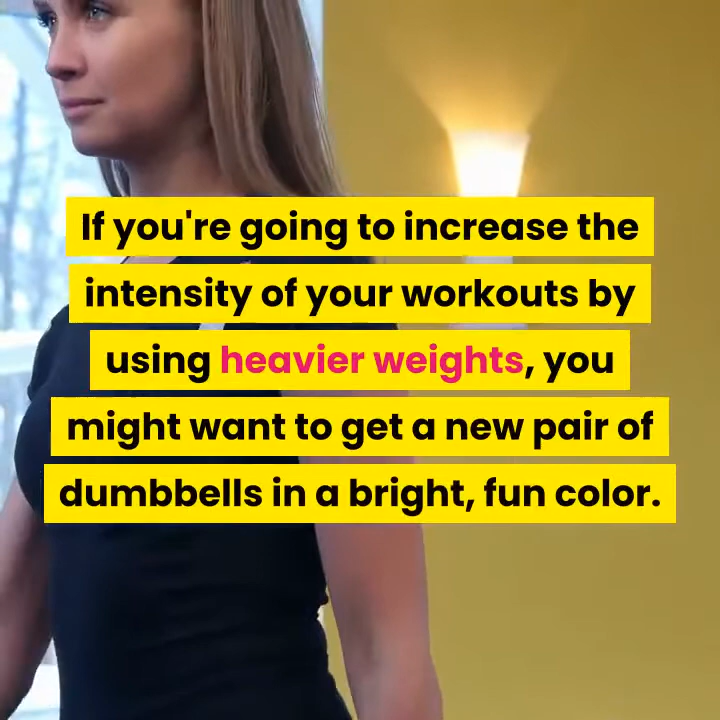 If you're going to increase the
intensity of your workouts by
using heavier weights, you
might want to get a new pair of
dumbbells in a bright, fun color.